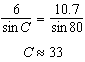 6/sin C = 10.7/sin 80
C ≈ 33